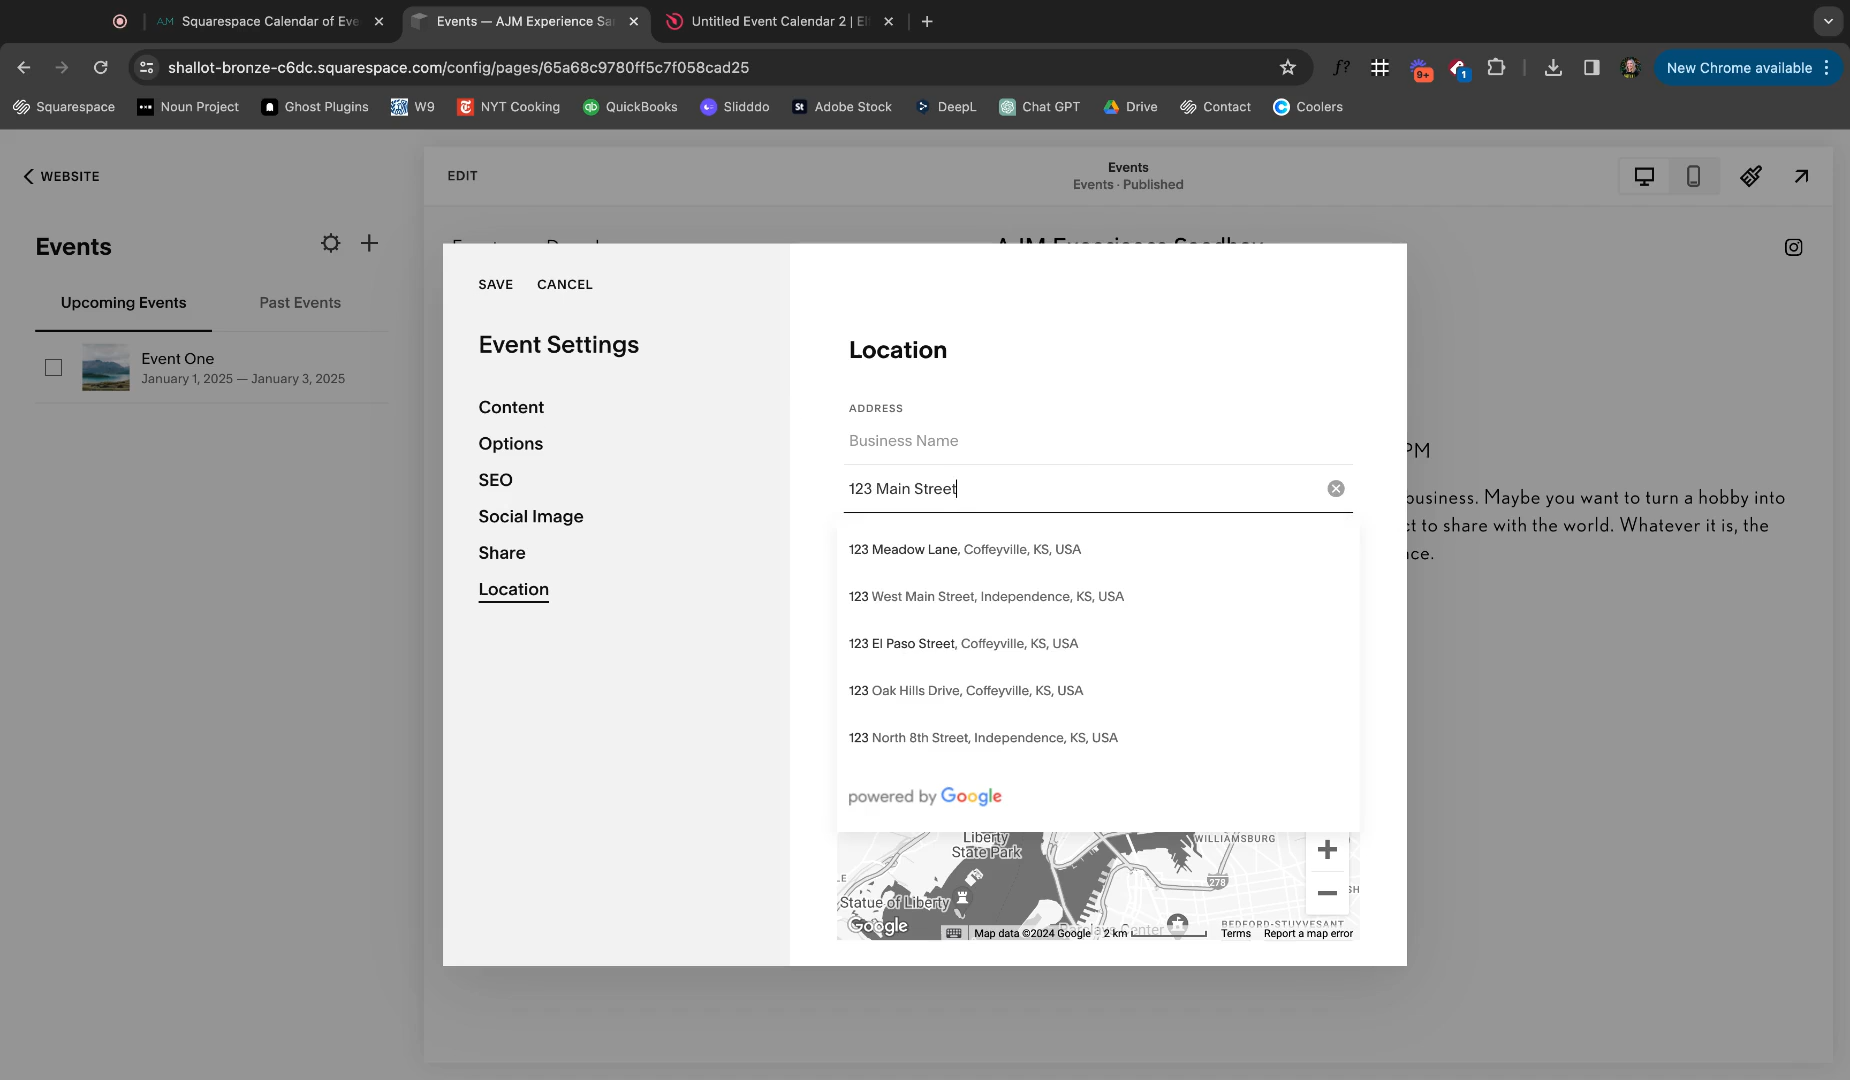 Squarespace Calendar of Eve
Events — AJM Experience Sa
Untitled Event Calendar 2 | El
shallot-bronze-c6dc.squarespace.com/config/pages/65a68c9780ff5c7f058cad25
f?
9+
1
New Chrome available
Squarespace
Noun Project
Ghost Plugins
W9
NYT Cooking
QuickBooks
Slidddo
Adobe Stock
DeepL
Chat GPT
Drive
Contact
Coolers
WEBSITE
EDIT
Events
Events · Published
Events
Upcoming Events
Past Events
Event One
January 1, 2025 — January 3, 2025
AJM Experience Sandbox
SAVE
CANCEL
Event Settings
Content
Options
SEO
Social Image
Share
Location
Location
ADDRESS
Business Name
123 Main Street
123 Meadow Lane, Coffeyville, KS, USA
123 West Main Street, Independence, KS, USA
123 El Paso Street, Coffeyville, KS, USA
123 Oak Hills Drive, Coffeyville, KS, USA
123 North 8th Street, Independence, KS, USA
powered by Google
PM
business. Maybe you want to turn a hobby into
ct to share with the world. Whatever it is, the
nce.
Liberty
State Park
WILLIAMSBURG
278
Statue of Liberty
BEDFORD-STUYVESANT
Barclays Center
Google
Map data ©2024 Google
2 km
Terms
Report a map error